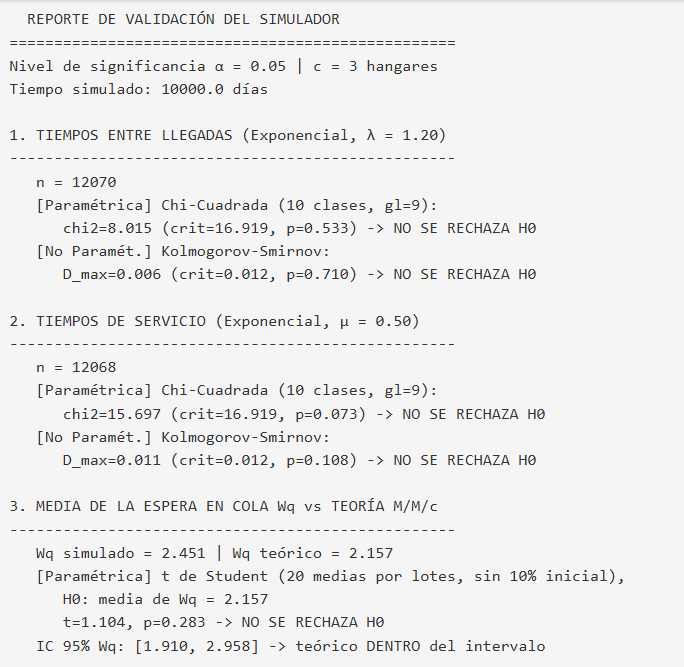 REPORTE DE VALIDACIÓN DEL SIMULADOR
==================================================
Nivel de significancia α = 0.05 | c = 3 hangares
Tiempo simulado: 10000.0 días
1. TIEMPOS ENTRE LLEGADAS (Exponencial, λ = 1.20)
--------------------------------------------------
n = 12070
[Paramétrica] Chi-Cuadrada (10 clases, gl=9):
chi2=8.015 (crit=16.919, p=0.533) -> NO SE RECHAZA H0
[No Paramét.] Kolmogorov-Smirnov:
D_max=0.006 (crit=0.012, p=0.710) -> NO SE RECHAZA H0
2. TIEMPOS DE SERVICIO (Exponencial, μ = 0.50)
--------------------------------------------------
n = 12068
[Paramétrica] Chi-Cuadrada (10 clases, gl=9):
chi2=15.697 (crit=16.919, p=0.073) -> NO SE RECHAZA H0
[No Paramét.] Kolmogorov-Smirnov:
D_max=0.011 (crit=0.012, p=0.108) -> NO SE RECHAZA H0
3. MEDIA DE LA ESPERA EN COLA Wq vs TEORÍA M/M/c
--------------------------------------------------
Wq simulado = 2.451 | Wq teórico = 2.157
[Paramétrica] t de Student (20 medias por lotes, sin 10% inicial),
H0: media de Wq = 2.157
t=1.104, p=0.283 -> NO SE RECHAZA H0
IC 95% Wq: [1.910, 2.958] -> teórico DENTRO del intervalo